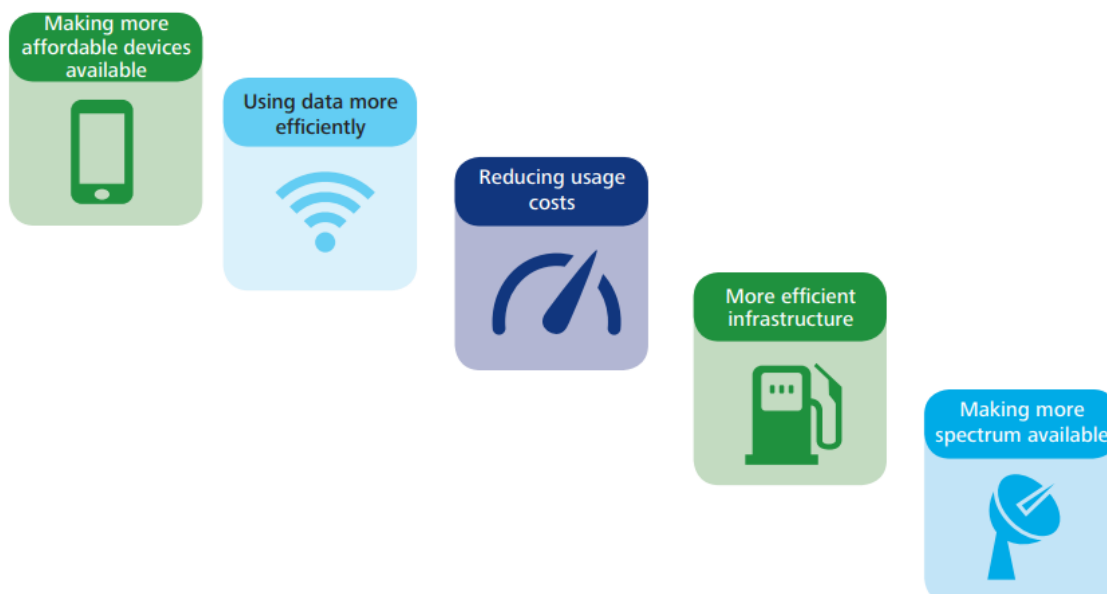 Making more
affordable devices
available
Using data more
efficiently
Reducing usage
costs
More efficient
infrastructure
Making more
spectrum available